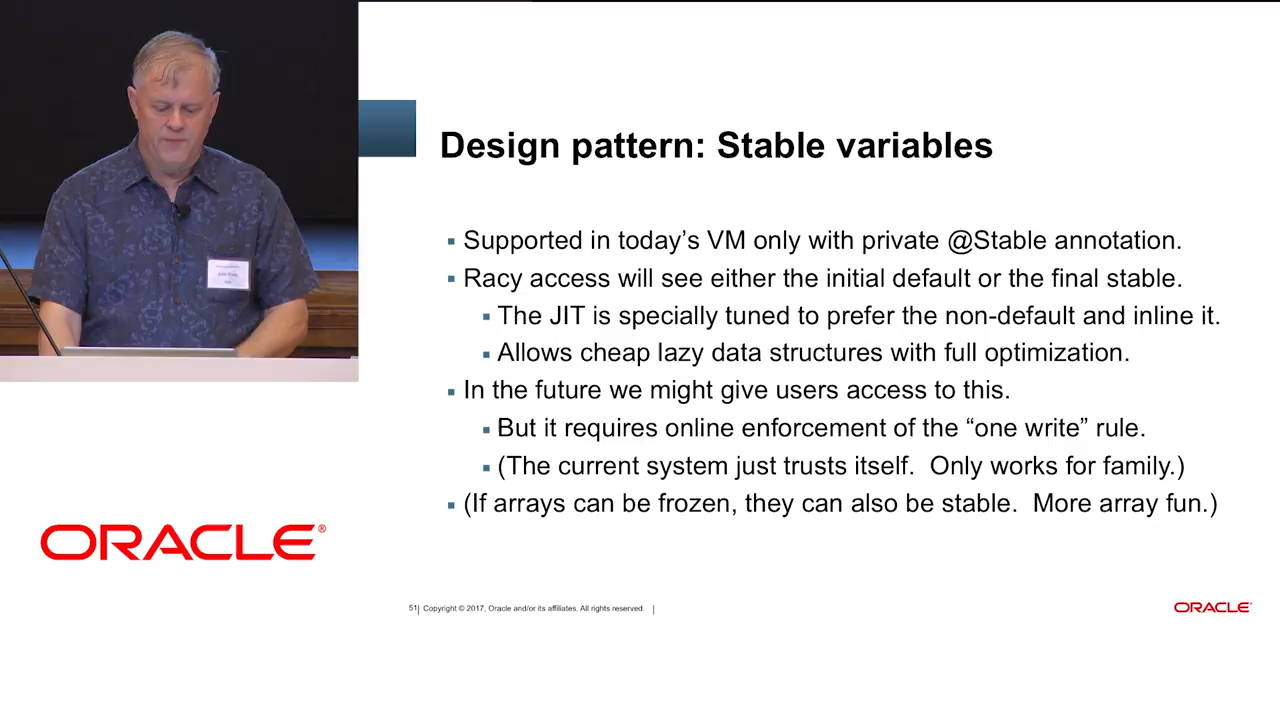 Design pattern: Stable variables
▪ Supported in today’s VM only with private @Stable annotation.
▪ Racy access will see either the initial default or the final stable.
▪ The JIT is specially tuned to prefer the non-default and inline it.
▪ Allows cheap lazy data structures with full optimization.
▪ In the future we might give users access to this.
▪ But it requires online enforcement of the “one write” rule.
▪ (The current system just trusts itself.  Only works for family.)
▪ (If arrays can be frozen, they can also be stable.  More array fun.)
ORACLE®
51| Copyright © 2017, Oracle and/or its affiliates. All rights reserved. |
ORACLE®